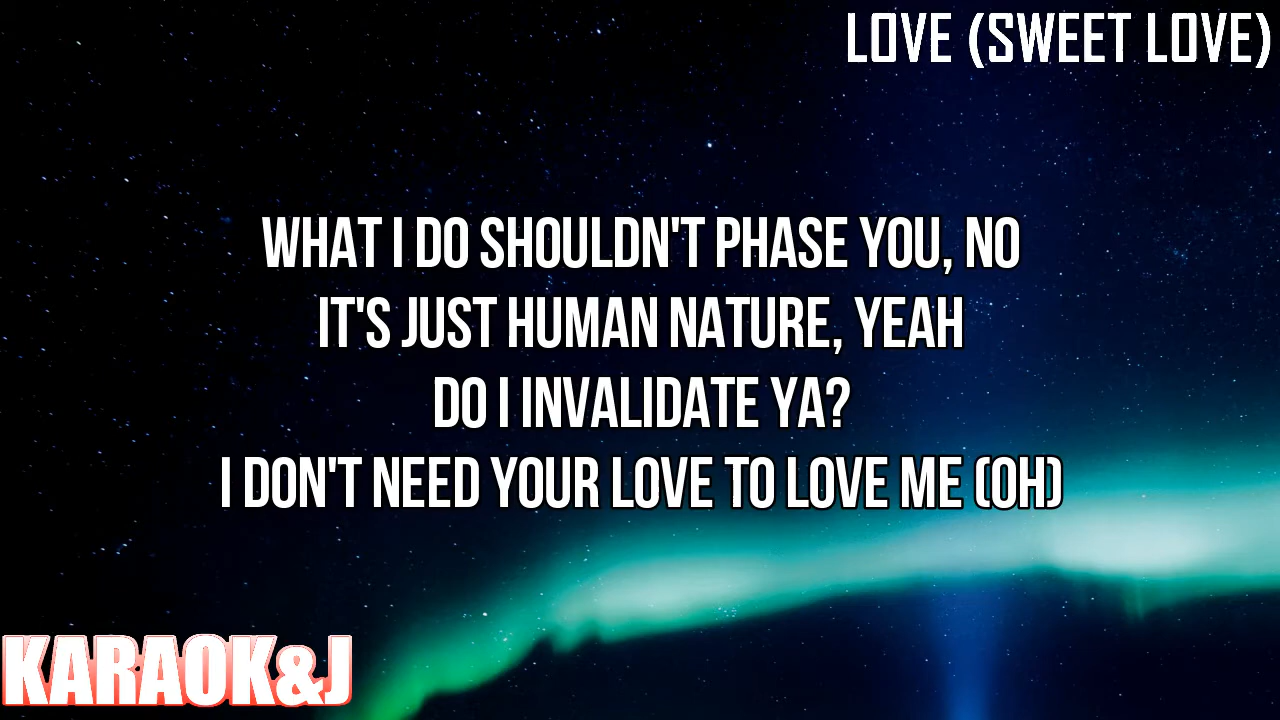 LOVE (SWEET LOVE)
WHAT I DO SHOULDN'T PHASE YOU, NO
IT'S JUST HUMAN NATURE, YEAH
DO I INVALIDATE YA?
I DON'T NEED YOUR LOVE TO LOVE ME (OH)
KARAOK&J